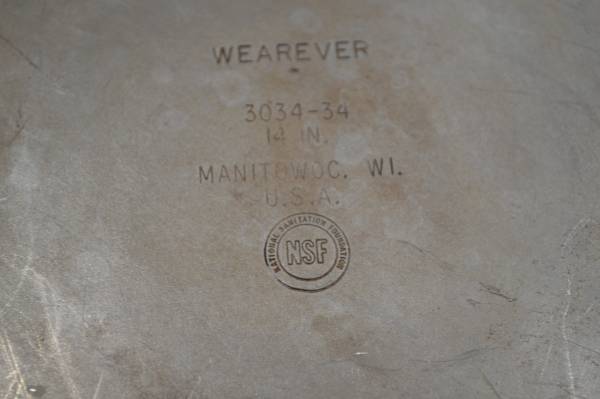 WEAREVER
3034-34
14 IN.
MANITOWOC. WI.
U.S.A.
NATIONAL SANITATION FOUNDATION
NSF